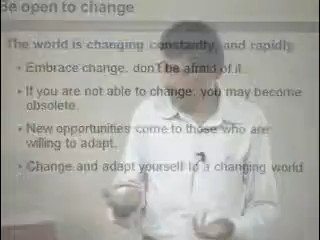 Be open to change
The world is changing constantly, and rapidly
• Embrace change, don't be afraid of it.
• If you are not able to change, you may become
obsolete.
• New opportunities come to those who are
willing to adapt.
• Change and adapt yourself to a changing world